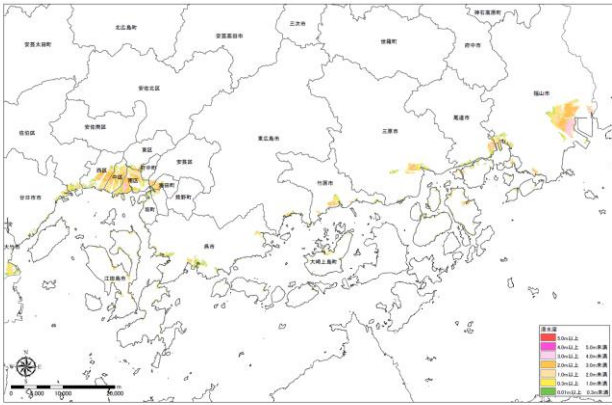 三次市
神石高原町
北広島町
世羅町
府中市
安芸太田町
安芸高田市
安佐北区
福山市
尾道市
安佐南区
東広島市
三原市
佐伯区
東区
府中町
安芸区
西区
中区
南区
海田町
竹原市
廿日市市
熊野町
坂町
大竹市
呉市
江田島市
大崎上島町
浸水深
5.0m以上
4.0m以上 5.0m未満
3.0m以上 4.0m未満
2.0m以上 3.0m未満
1.0m以上 2.0m未満
0.3m以上 1.0m未満
0.01m以上 0.3m未満
N
0
5,000
10,000
20,000
m